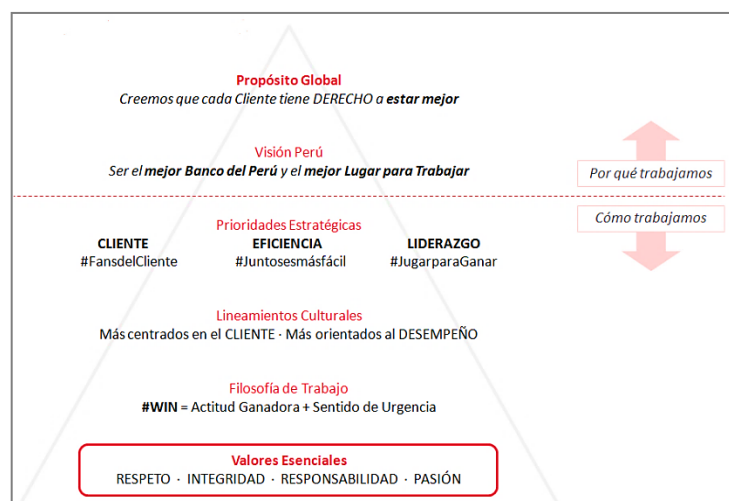 Propósito Global
Creemos que cada Cliente tiene DERECHO a estar mejor
Visión Perú
Ser el mejor Banco del Perú y el mejor Lugar para Trabajar
Por qué trabajamos
Cómo trabajamos
Prioridades Estratégicas
CLIENTE EFICIENCIA LIDERAZGO
#FansdelCliente #Juntosesmásfácil #JugarparaGanar
Lineamientos Culturales
Más centrados en el CLIENTE · Más orientados al DESEMPEÑO
Filosofía de Trabajo
#WIN = Actitud Ganadora + Sentido de Urgencia
Valores Esenciales
RESPETO · INTEGRIDAD · RESPONSABILIDAD · PASIÓN